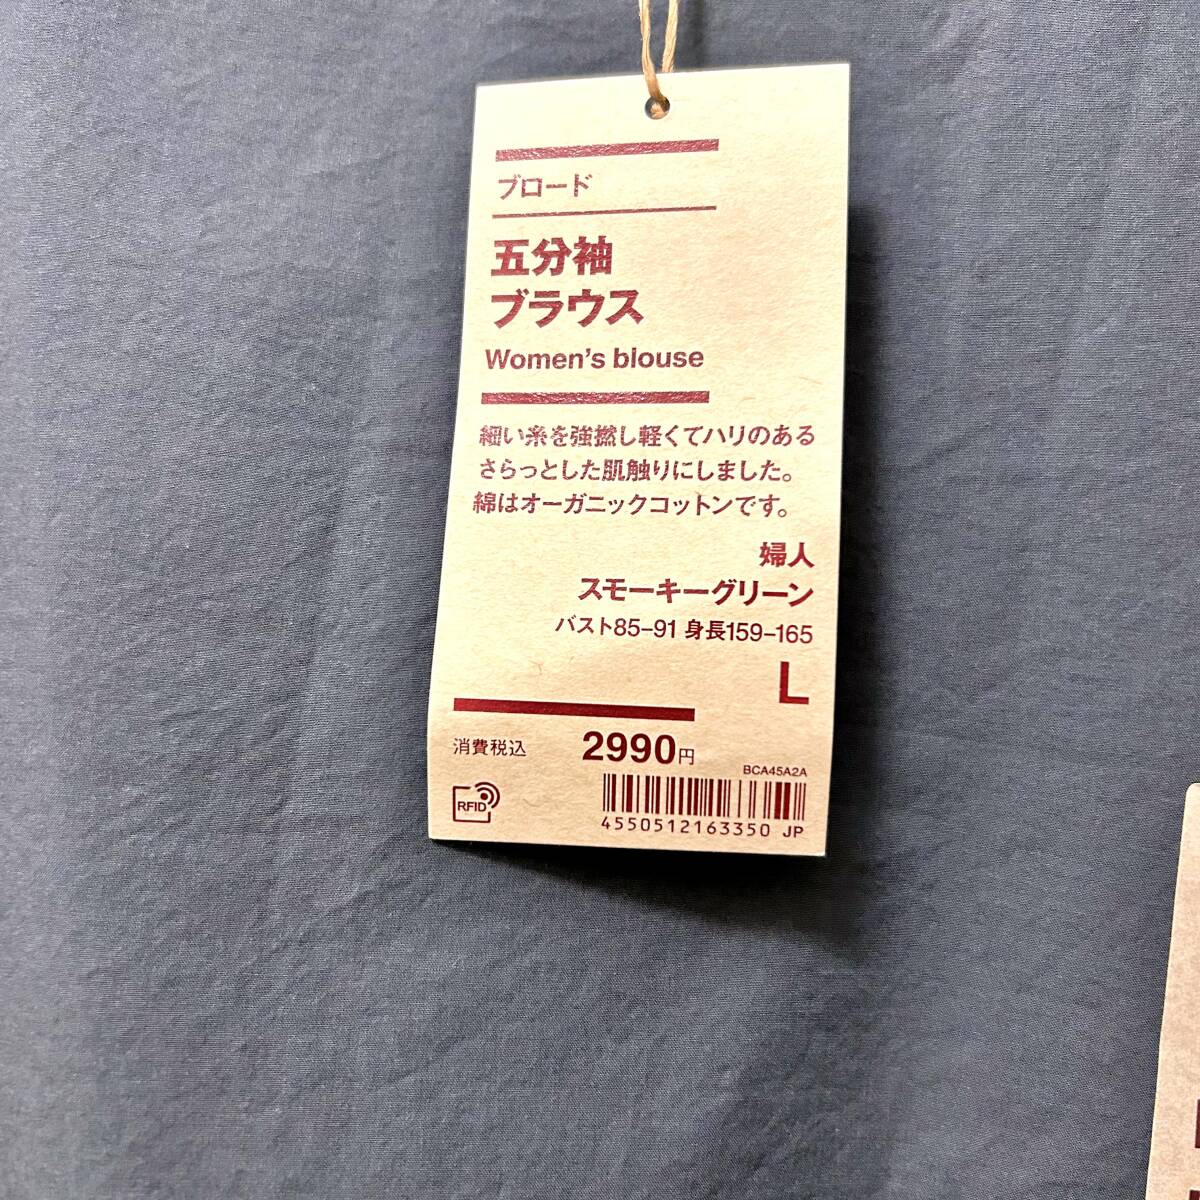 ブロード
五分袖
ブラウス
Women's blouse
細い糸を強撚し軽くてハリのある
さらっとした肌触りにしました。
綿はオーガニックコットンです。
婦人
スモーキーグリーン
バスト85–91 身長159–165
L
消費税込 2990円
BCA45A2A
RFID
4550512163350 JP